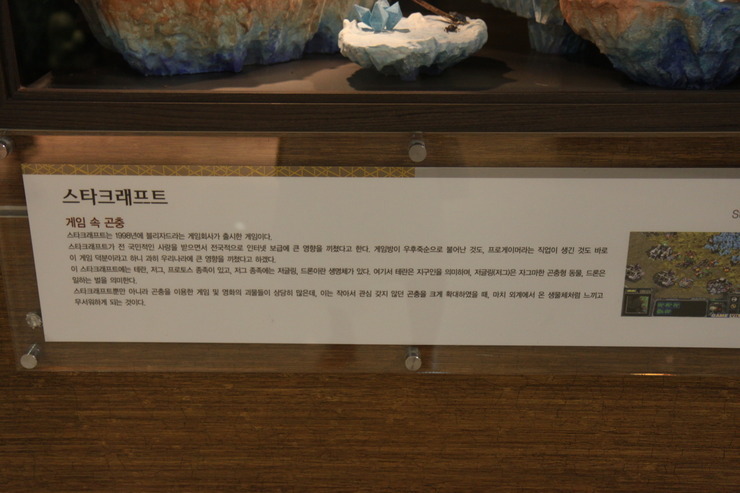 스타크래프트
게임 속 곤충
스타크래프트는 1998년에 블리자드라는 게임회사가 출시한 게임이다.
스타크래프트가 전 국민적인 사랑을 받으면서 전국적으로 인터넷 보급에 큰 영향을 끼쳤다고 한다. 게임방이 우후죽순으로 불어난 것도, 프로게이머라는 직업이 생긴 것도 바로
이 게임 덕분이라고 하니 과히 우리나라에 큰 영향을 끼쳤다고 하겠다.
이 스타크래프트에는 테란, 저그, 프로토스 종족이 있고, 저그 종족에는 저글링, 드론이란 생명체가 있다. 여기서 테란은 지구인을 의미하며, 저글링(저그)은 자그마한 곤충형 동물, 드론은
일하는 벌을 의미한다.
스타크래프트뿐만 아니라 곤충을 이용한 게임 및 영화의 괴물들이 상당히 많은데, 이는 작아서 관심 갖지 않던 곤충을 크게 확대하였을 때, 마치 외계에서 온 생물체처럼 느끼고
무서워하게 되는 것이다.